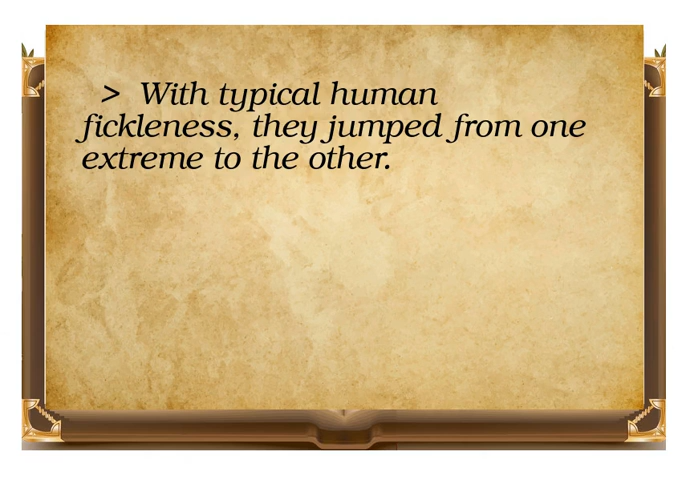 > With typical human
fickleness, they jumped from one
extreme to the other.